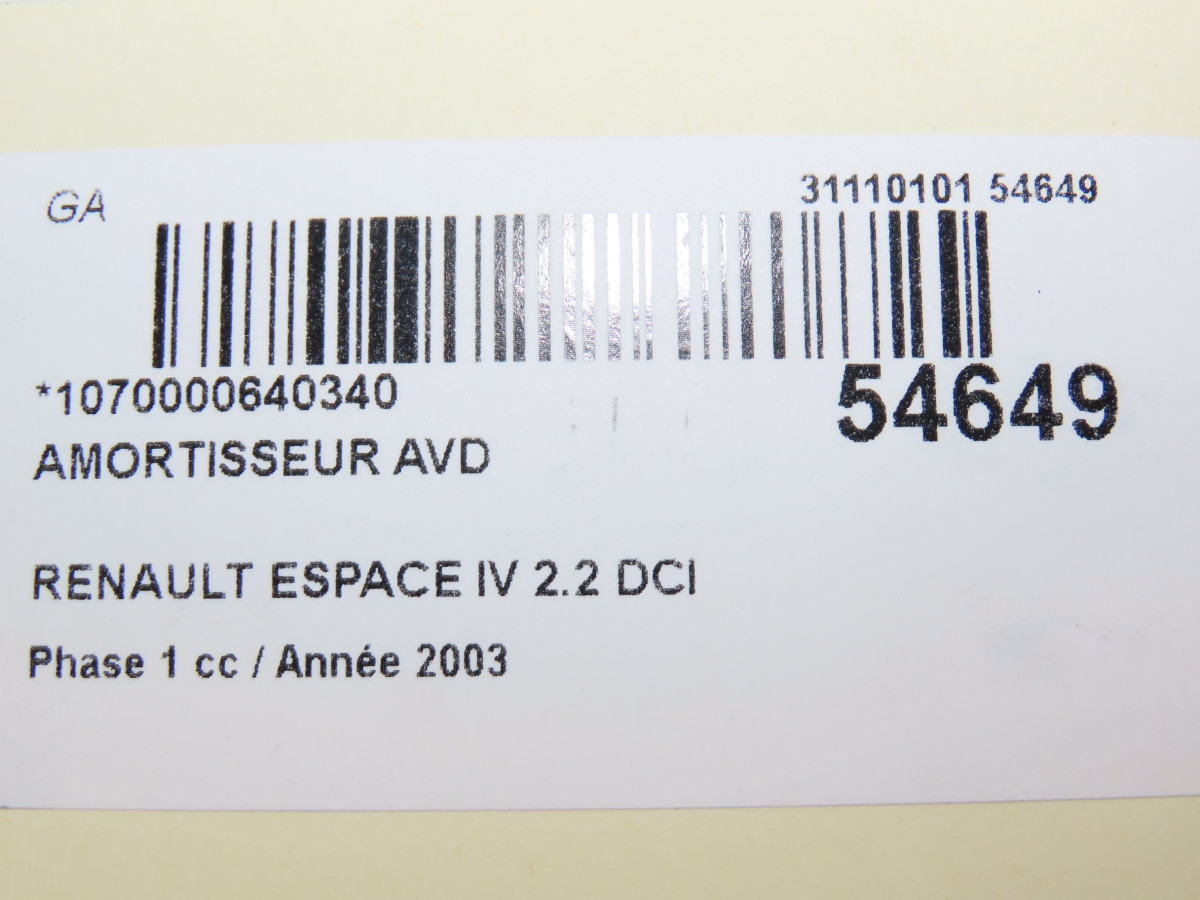 GA
31110101 54649
*1070000640340
54649
AMORTISSEUR AVD
RENAULT ESPACE IV 2.2 DCI
Phase 1 cc / Année 2003